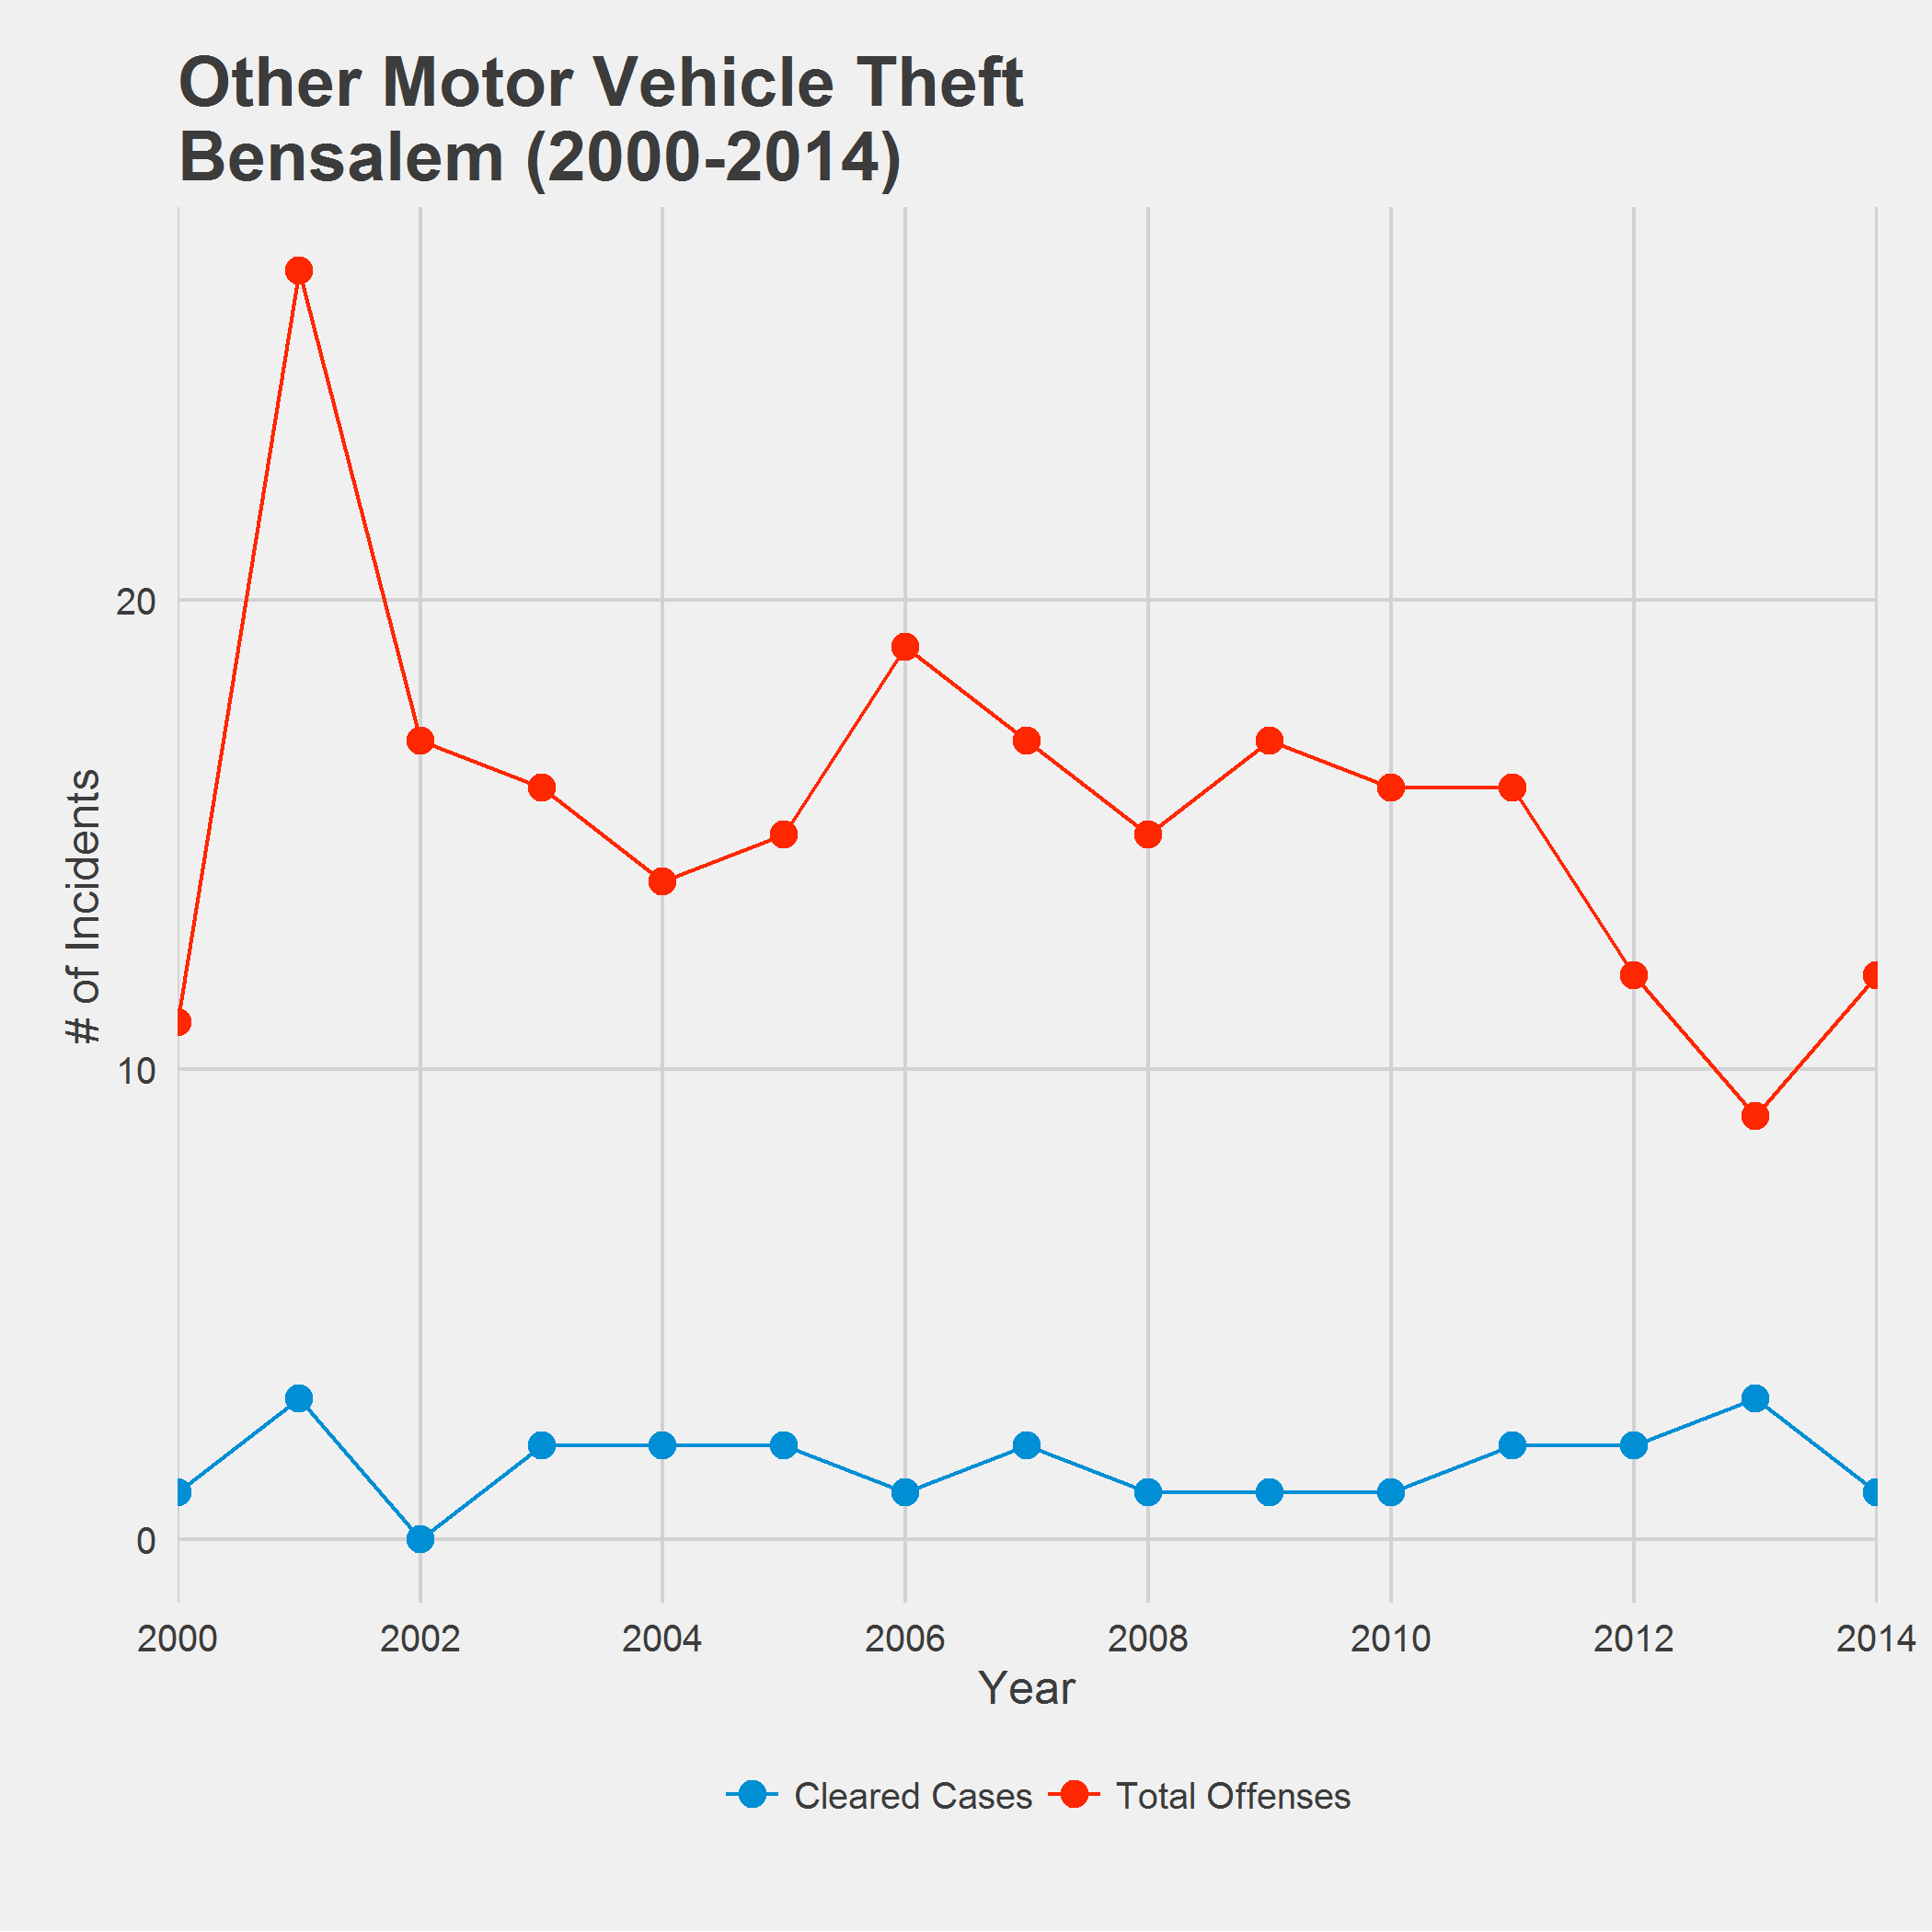 Other Motor Vehicle Theft
Bensalem (2000-2014)
# of Incidents
20
10
0
2000 2002 2004 2006 2008 2010 2012 2014
Year
Cleared Cases Total Offenses